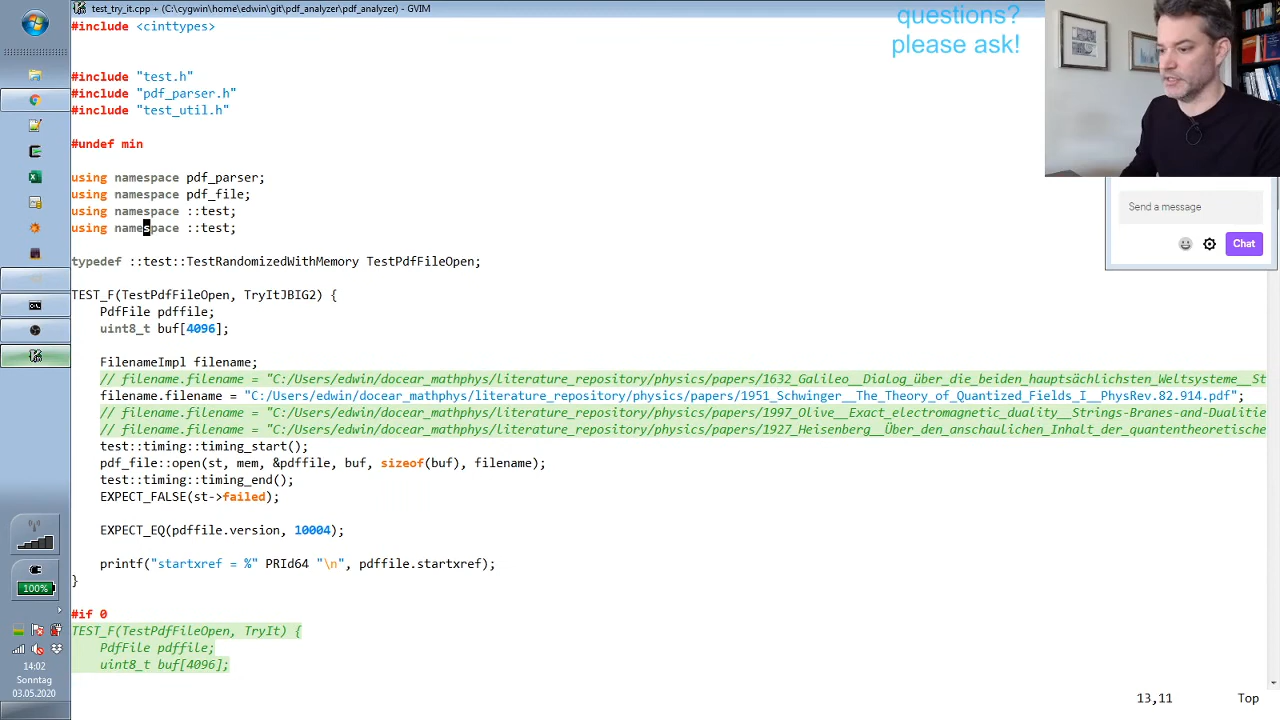 test_try_it.cpp + (C:\cygwin\home\edwin\git\pdf_analyzer\pdf_analyzer) - GVIM
#include <cinttypes>
questions?
please ask!
#include "test.h"
#include "pdf_parser.h"
#include "test_util.h"
#undef min
using namespace pdf_parser;
using namespace pdf_file;
using namespace ::test;
using namespace ::test;
Send a message
Chat
typedef ::test::TestRandomizedWithMemory TestPdfFileOpen;
TEST_F(TestPdfFileOpen, TryItJBIG2) {
PdfFile pdffile;
uint8_t buf[4096];
FilenameImpl filename;
// filename.filename = "C:/Users/edwin/docear_mathphys/literature_repository/physics/papers/1632_Galileo__Dialog_über_die_beiden_hauptsächlichsten_Weltsysteme__St
filename.filename = "C:/Users/edwin/docear_mathphys/literature_repository/physics/papers/1951_Schwinger__The_Theory_of_Quantized_Fields_I__PhysRev.82.914.pdf";
// filename.filename = "C:/Users/edwin/docear_mathphys/literature_repository/physics/papers/1997_Olive__Exact_electromagnetic_duality__Strings-Branes-and-Dualitie
// filename.filename = "C:/Users/edwin/docear_mathphys/literature_repository/physics/papers/1927_Heisenberg__Über_den_anschaulichen_Inhalt_der_quantentheoretische
test::timing::timing_start();
pdf_file::open(st, mem, &pdffile, buf, sizeof(buf), filename);
test::timing::timing_end();
EXPECT_FALSE(st->failed);
EXPECT_EQ(pdffile.version, 10004);
printf("startxref = %" PRId64 "\n", pdffile.startxref);
}
#if 0
TEST_F(TestPdfFileOpen, TryIt) {
PdfFile pdffile;
uint8_t buf[4096];
100%
14:02
Sonntag
03.05.2020
13,11
Top